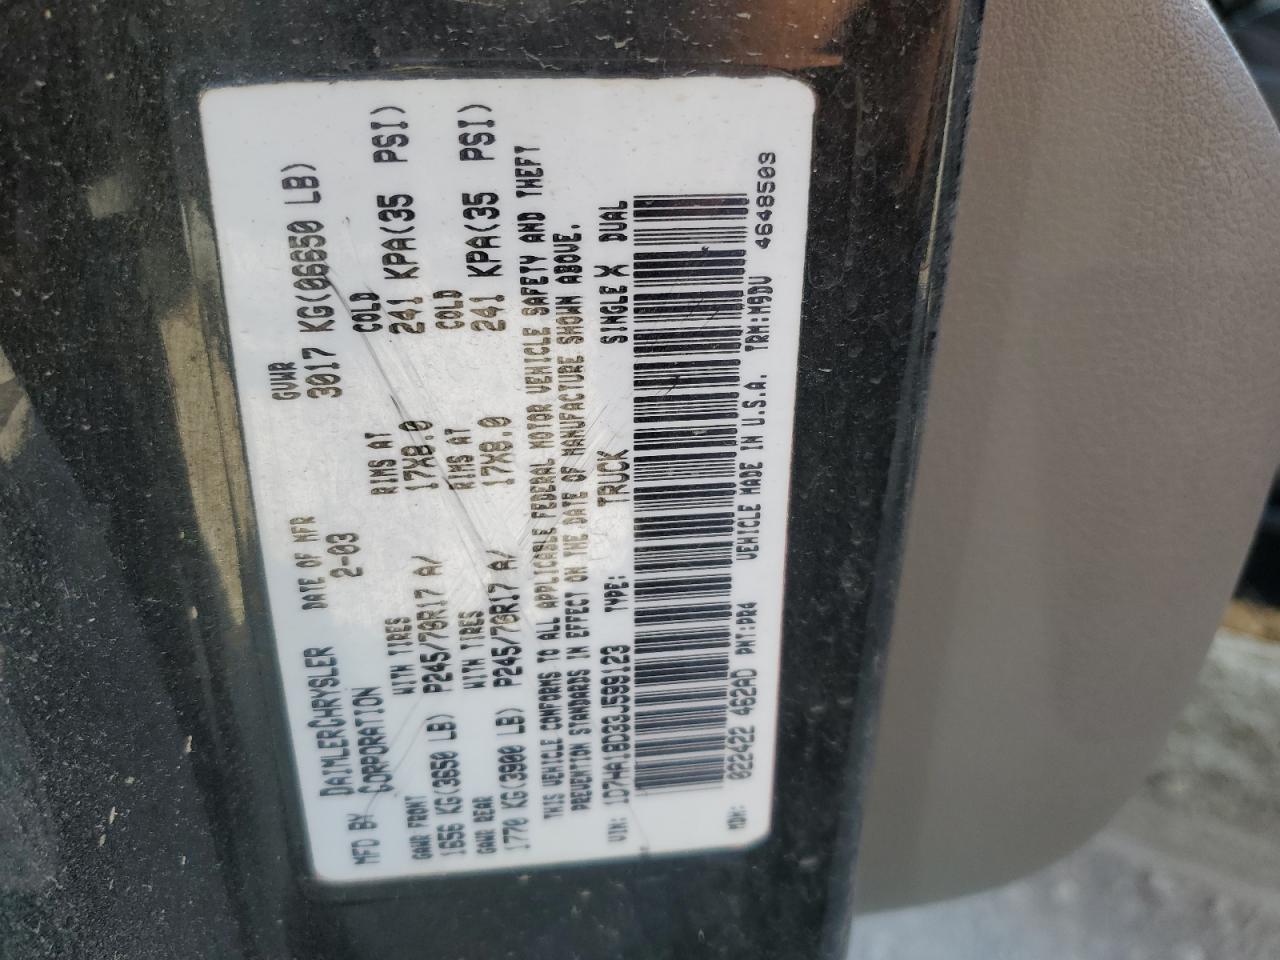 MFD BY DAIMLERCHRYSLER CORPORATION DATE OF MFR 2-03 GVWR 3017 KG(06650 LB)
GAWR FRONT WITH TIRES RIMS AT COLD
1656 KG(3650 LB) P245/70R17 A/ 17X8.0 241 KPA(35 PSI)
GAWR REAR WITH TIRES RIMS AT COLD
1770 KG(3900 LB) P245/70R17 A/ 17X8.0 241 KPA(35 PSI)
THIS VEHICLE CONFORMS TO ALL APPLICABLE FEDERAL MOTOR VEHICLE SAFETY AND THEFT
PREVENTION STANDARDS IN EFFECT ON THE DATE OF MANUFACTURE SHOWN ABOVE.
VIN: 1D7HA18D33J599123 TYPE: TRUCK SINGLE X DUAL
MDH: 022422 462AD PNT:PR4 VEHICLE MADE IN U.S.A. TRM:M9DV 4648503